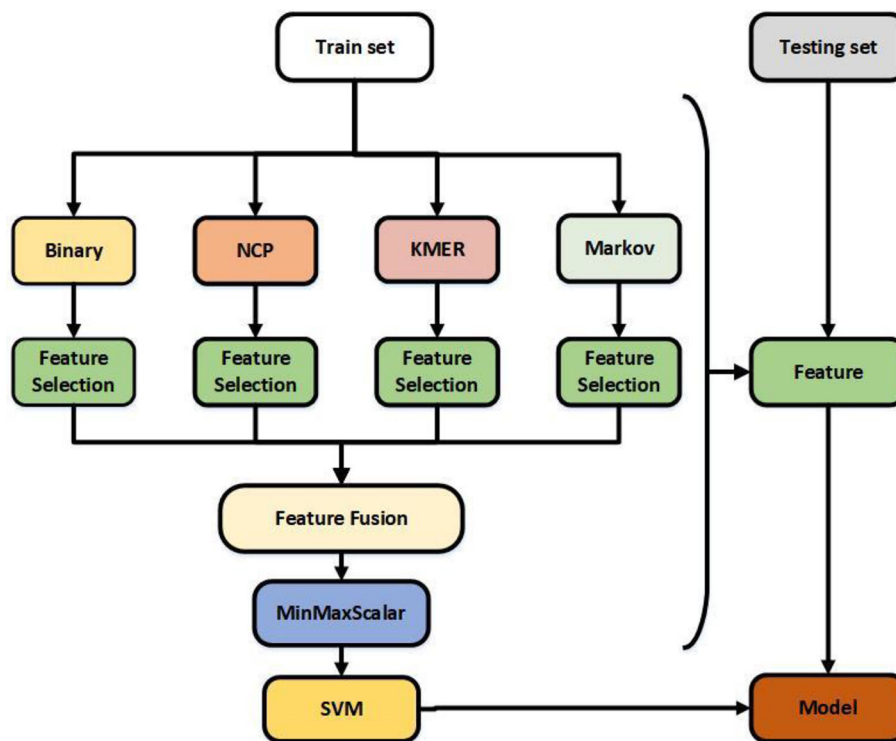 Train set
Testing set
Binary
NCP
KMER
Markov
Feature
Selection
Feature
Selection
Feature
Selection
Feature
Selection
Feature
Feature Fusion
MinMaxScalar
SVM
Model